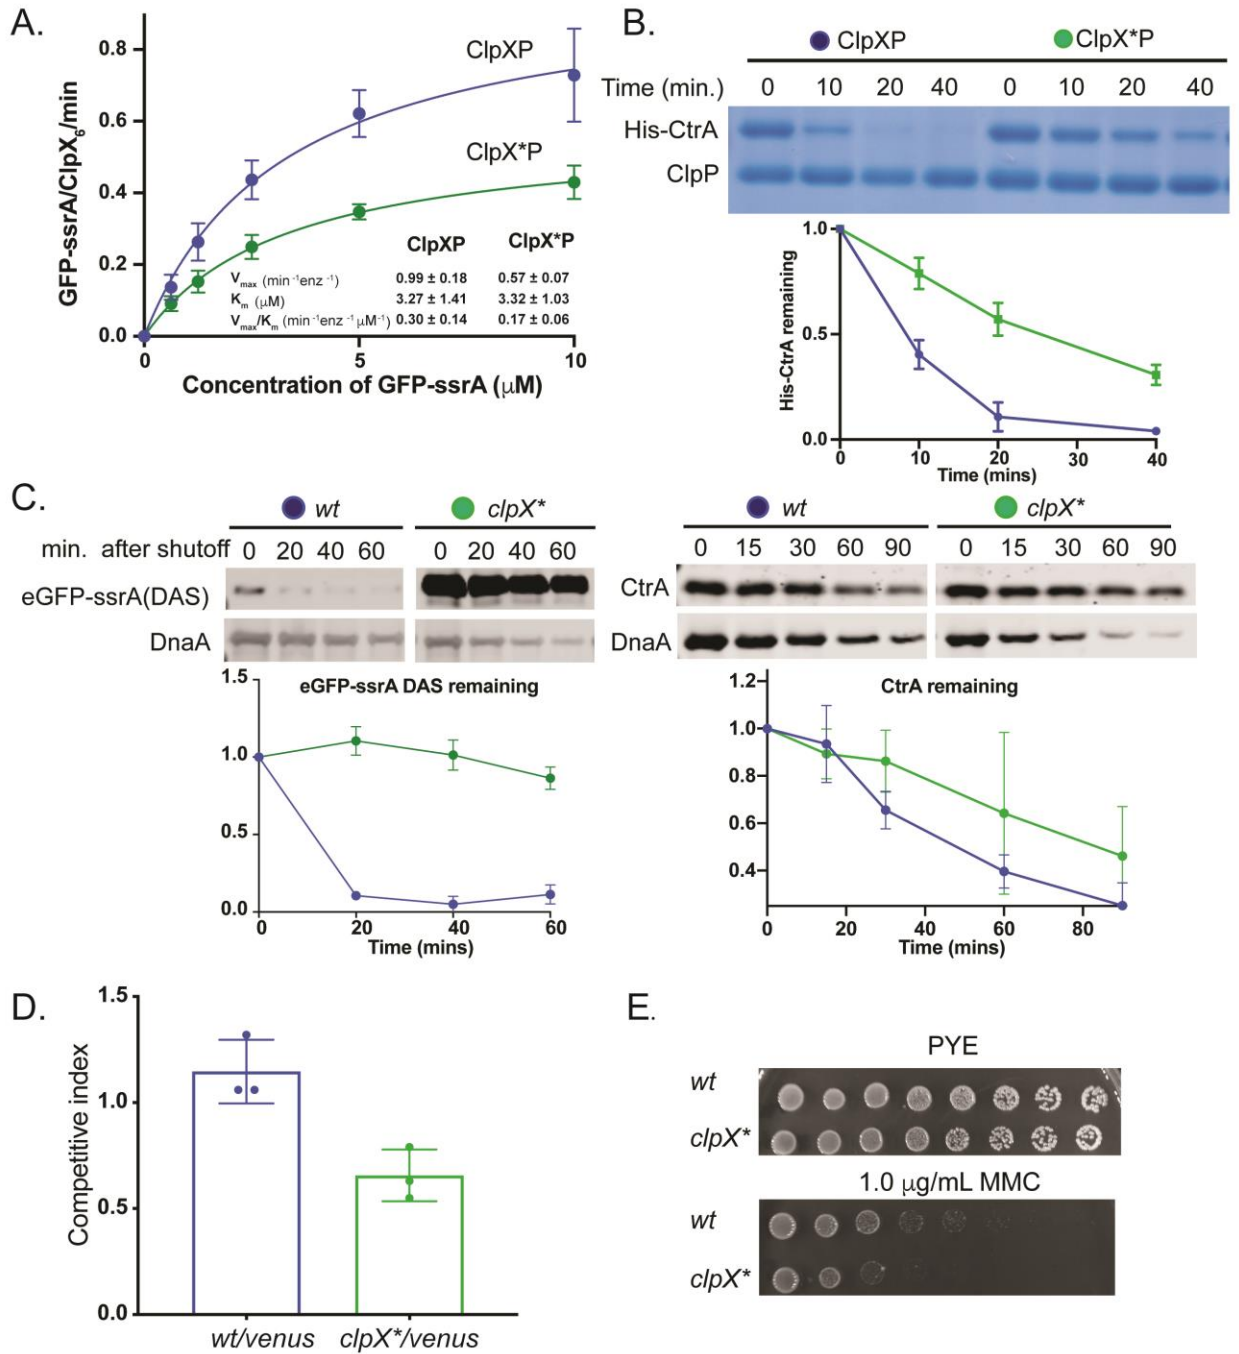 A.
GFP-ssrA/ClpX6/min
0.8
0.6
0.4
0.2
0.0
ClpXP
ClpX*P
ClpXP ClpX*P
Vmax (min-1enz-1) 0.99 ± 0.18 0.57 ± 0.07
Km (μM) 3.27 ± 1.41 3.32 ± 1.03
Vmax/Km (min-1enz-1 μM-1) 0.30 ± 0.14 0.17 ± 0.06
0 5 10
Concentration of GFP-ssrA (μM)
B.
ClpXP ClpX*P
Time (min.) 0 10 20 40 0 10 20 40
His-CtrA
ClpP
His-CtrA remaining
1.0
0.5
0.0
0 10 20 30 40
Time (mins)
C.
wt clpX*
min. after shutoff 0 20 40 60 0 20 40 60
eGFP-ssrA(DAS)
DnaA
eGFP-ssrA DAS remaining
1.5
1.0
0.5
0.0
0 20 40 60
Time (mins)
wt clpX*
0 15 30 60 90 0 15 30 60 90
CtrA
DnaA
CtrA remaining
1.2
1.0
0.8
0.6
0.4
0 20 40 60 80
Time (mins)
D.
Competitive index
1.5
1.0
0.5
0.0
wt/venus clpX*/venus
E.
PYE
wt
clpX*
1.0 μg/mL MMC
wt
clpX*